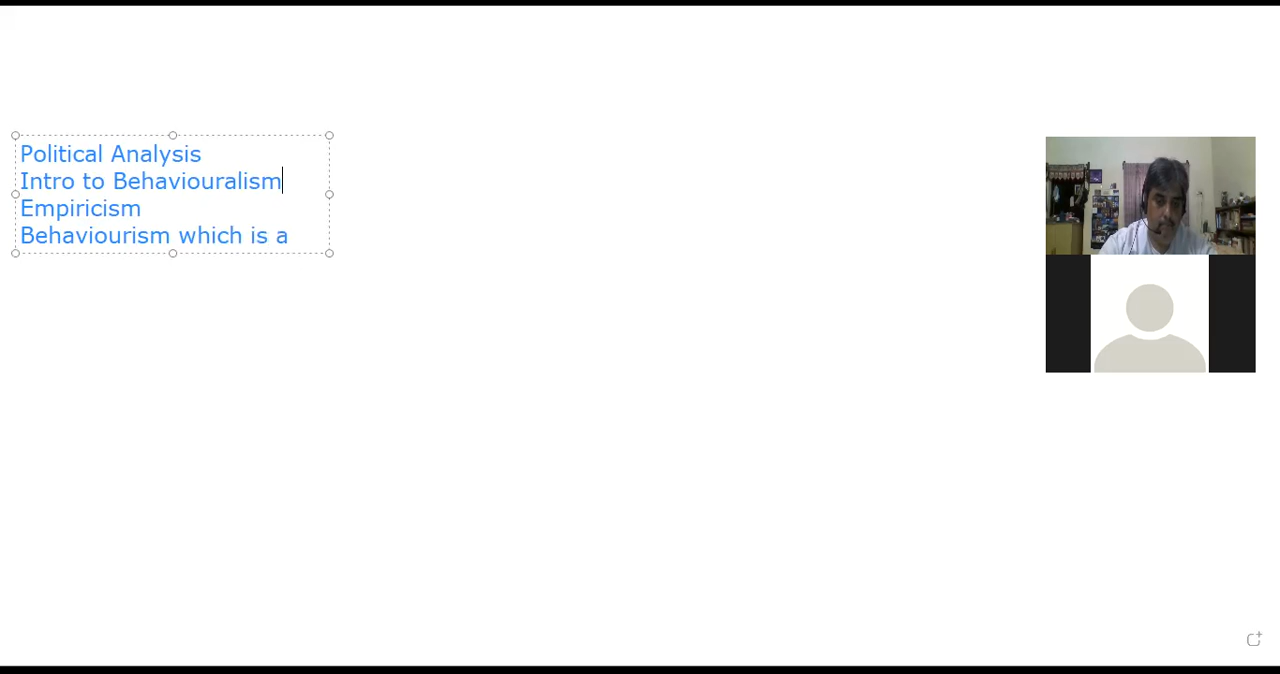 Political Analysis
Intro to Behaviouralism
Empiricism
Behaviourism which is a